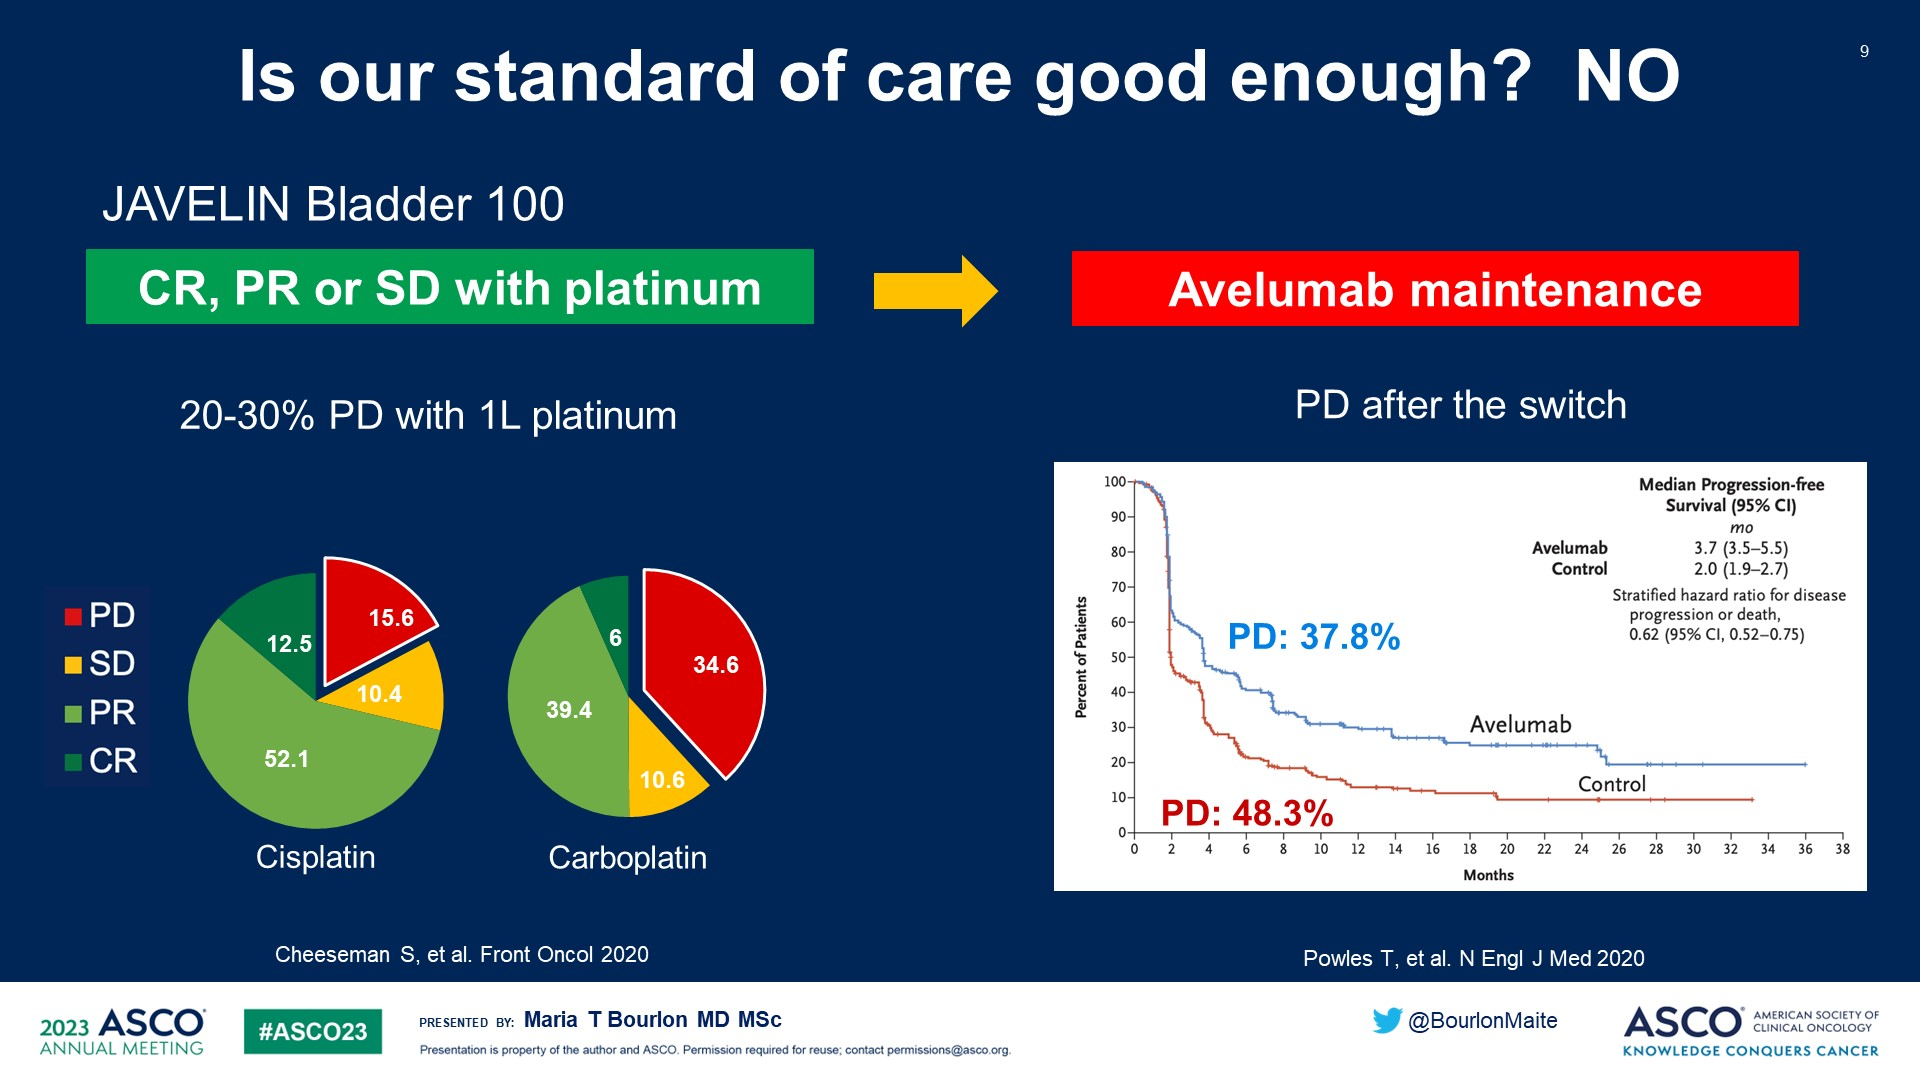 Is our standard of care good enough?  NO
9
JAVELIN Bladder 100
CR, PR or SD with platinum
Avelumab maintenance
20-30% PD with 1L platinum
PD after the switch
PD
SD
PR
CR
15.6
12.5
10.4
52.1
Cisplatin
6
34.6
39.4
10.6
Carboplatin
Percent of Patients
100
90
80
70
60
50
40
30
20
10
0
0 2 4 6 8 10 12 14 16 18 20 22 24 26 28 30 32 34 36 38
Months
Median Progression-free
Survival (95% CI)
mo
Avelumab 3.7 (3.5–5.5)
Control 2.0 (1.9–2.7)
Stratified hazard ratio for disease
progression or death,
0.62 (95% CI, 0.52–0.75)
PD: 37.8%
Avelumab
Control
PD: 48.3%
Cheeseman S, et al. Front Oncol 2020
Powles T, et al. N Engl J Med 2020
2023 ASCO
ANNUAL MEETING
#ASCO23
PRESENTED BY: Maria T Bourlon MD MSc
Presentation is property of the author and ASCO. Permission required for reuse; contact permissions@asco.org.
@BourlonMaite
ASCO AMERICAN SOCIETY OF
CLINICAL ONCOLOGY
KNOWLEDGE CONQUERS CANCER